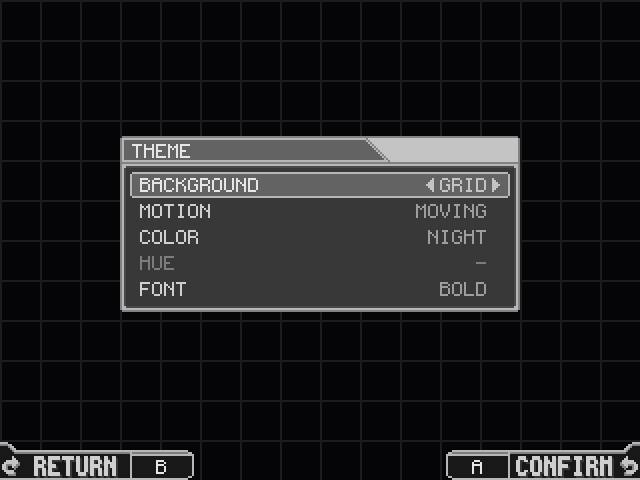 THEME
BACKGROUND GRID
MOTION MOVING
COLOR NIGHT
HUE –
FONT BOLD
RETURN B A CONFIRM